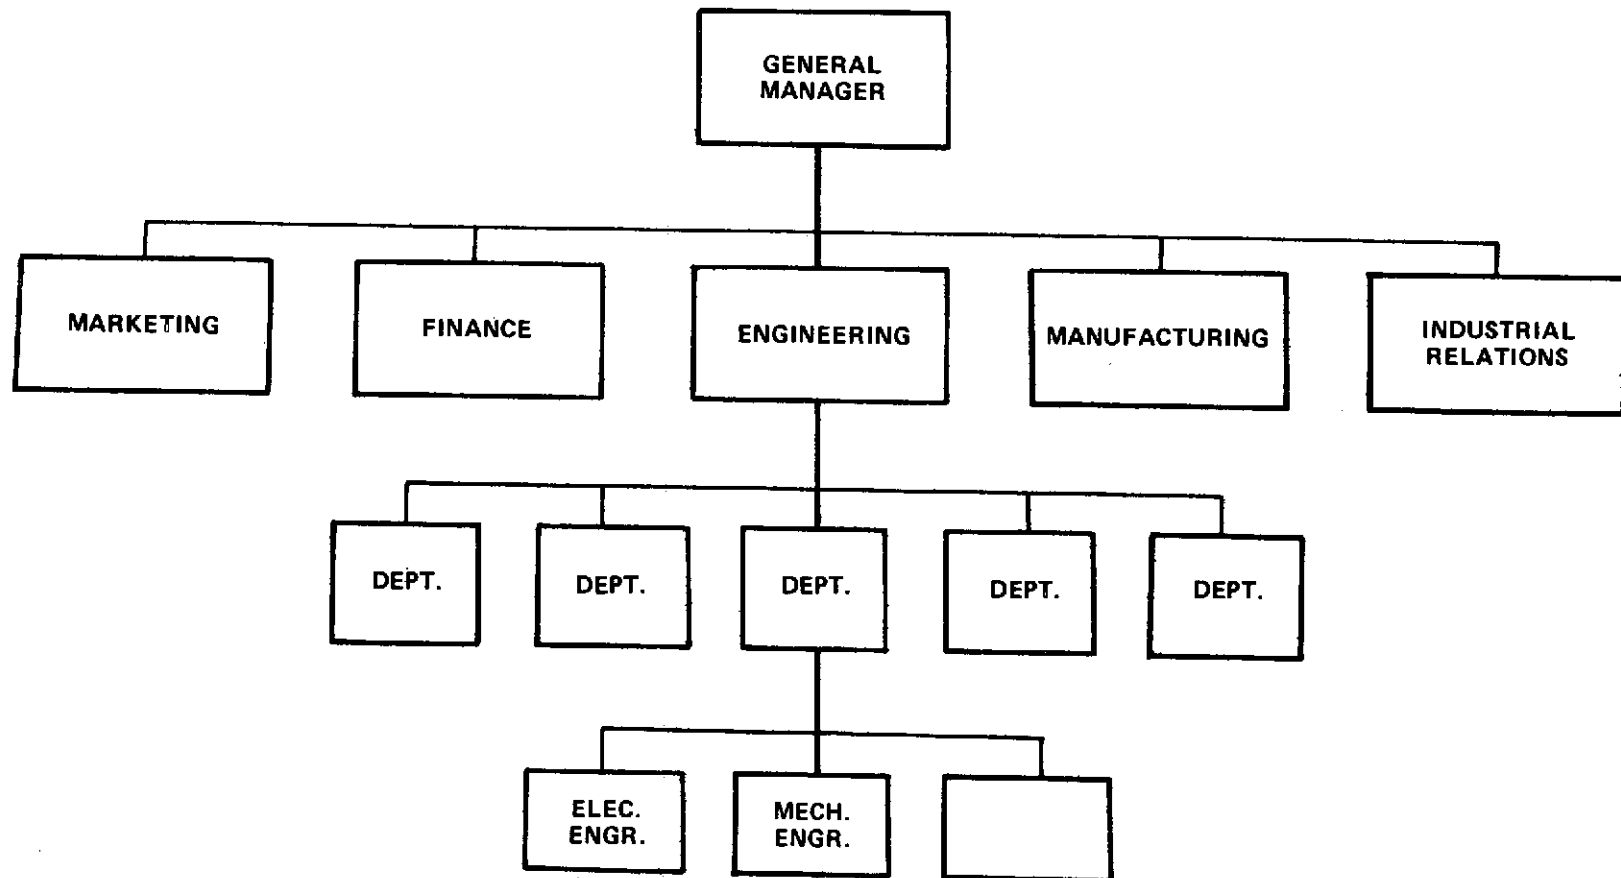 GENERAL
MANAGER
MARKETING
FINANCE
ENGINEERING
MANUFACTURING
INDUSTRIAL
RELATIONS
DEPT.
DEPT.
DEPT.
DEPT.
DEPT.
ELEC.
ENGR.
MECH.
ENGR.